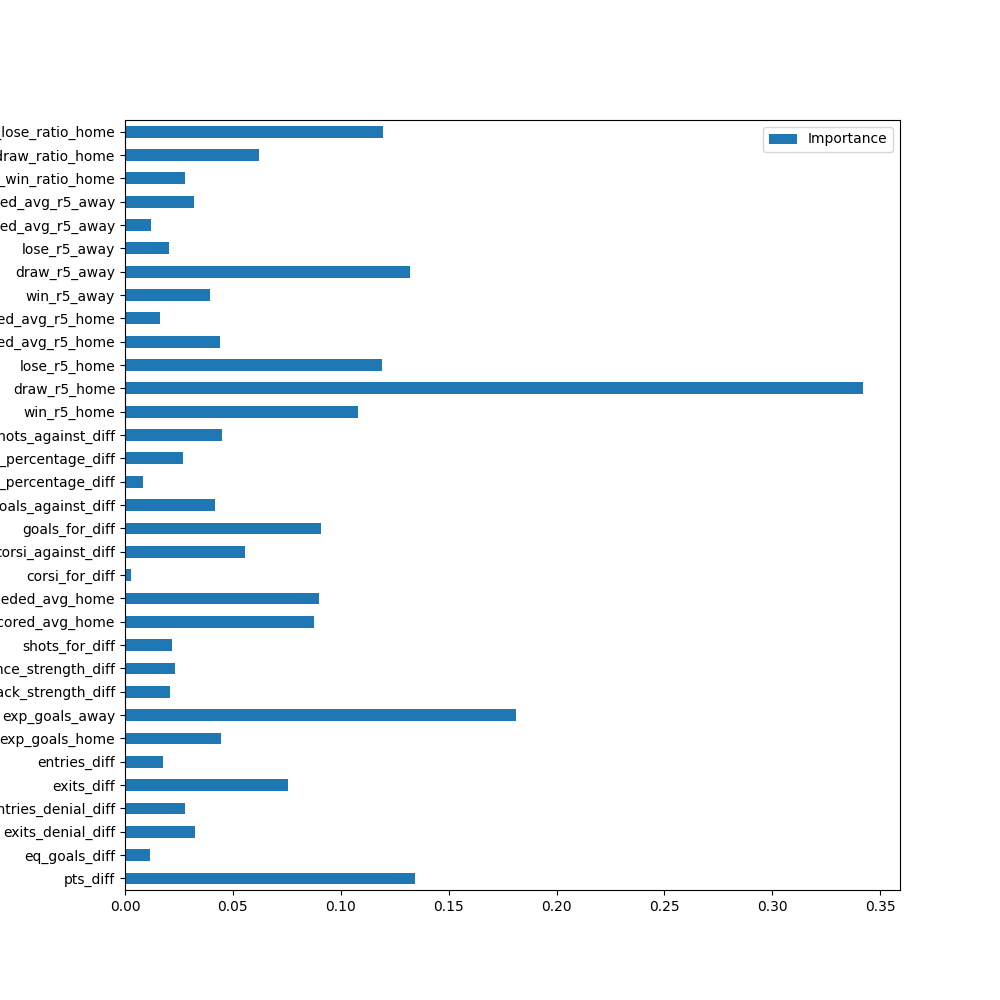 _lose_ratio_home
draw_ratio_home
_win_ratio_home
ed_avg_r5_away
ed_avg_r5_away
lose_r5_away
draw_r5_away
win_r5_away
ed_avg_r5_home
ed_avg_r5_home
lose_r5_home
draw_r5_home
win_r5_home
hots_against_diff
_percentage_diff
_percentage_diff
oals_against_diff
goals_for_diff
corsi_against_diff
corsi_for_diff
eded_avg_home
cored_avg_home
shots_for_diff
nce_strength_diff
ack_strength_diff
exp_goals_away
exp_goals_home
entries_diff
exits_diff
ntries_denial_diff
exits_denial_diff
eq_goals_diff
pts_diff
Importance
0.00 0.05 0.10 0.15 0.20 0.25 0.30 0.35